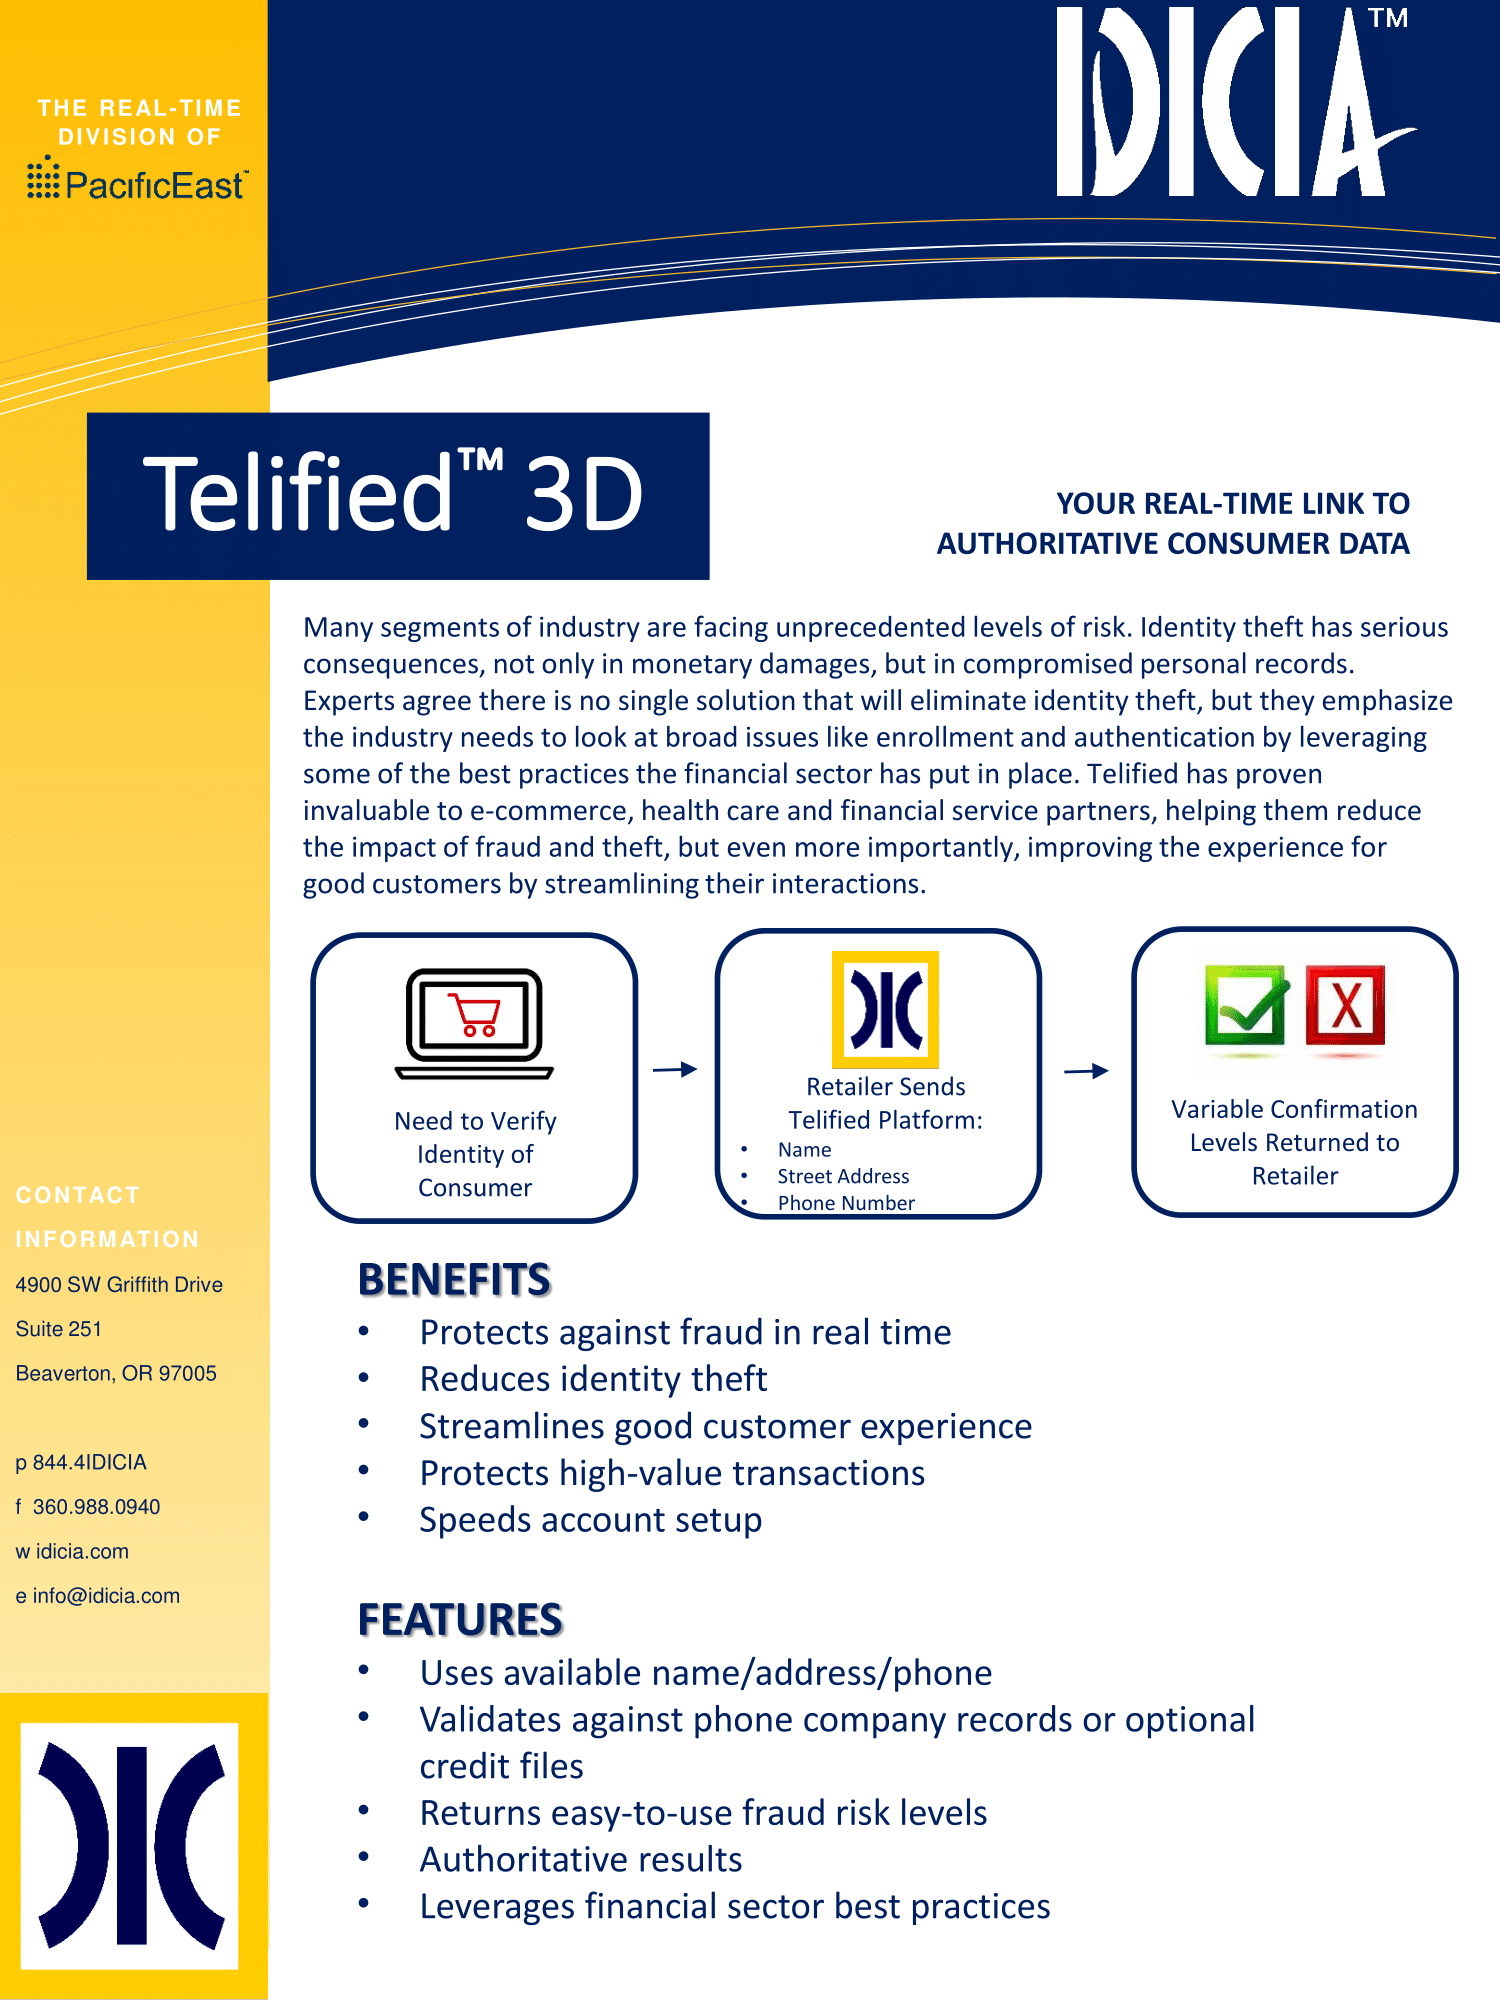 THE REAL-TIME
DIVISION OF
PacificEast™
IDICIA™
Telified™ 3D
YOUR REAL-TIME LINK TO
AUTHORITATIVE CONSUMER DATA
Many segments of industry are facing unprecedented levels of risk. Identity theft has serious
consequences, not only in monetary damages, but in compromised personal records.
Experts agree there is no single solution that will eliminate identity theft, but they emphasize
the industry needs to look at broad issues like enrollment and authentication by leveraging
some of the best practices the financial sector has put in place. Telified has proven
invaluable to e-commerce, health care and financial service partners, helping them reduce
the impact of fraud and theft, but even more importantly, improving the experience for
good customers by streamlining their interactions.
Need to Verify
Identity of
Consumer
Retailer Sends
Telified Platform:
• Name
• Street Address
• Phone Number
X
Variable Confirmation
Levels Returned to
Retailer
CONTACT
INFORMATION
4900 SW Griffith Drive
Suite 251
Beaverton, OR 97005
p 844.4IDICIA
f 360.988.0940
w idicia.com
e info@idicia.com
BENEFITS
• Protects against fraud in real time
• Reduces identity theft
• Streamlines good customer experience
• Protects high-value transactions
• Speeds account setup
FEATURES
• Uses available name/address/phone
• Validates against phone company records or optional
credit files
• Returns easy-to-use fraud risk levels
• Authoritative results
• Leverages financial sector best practices